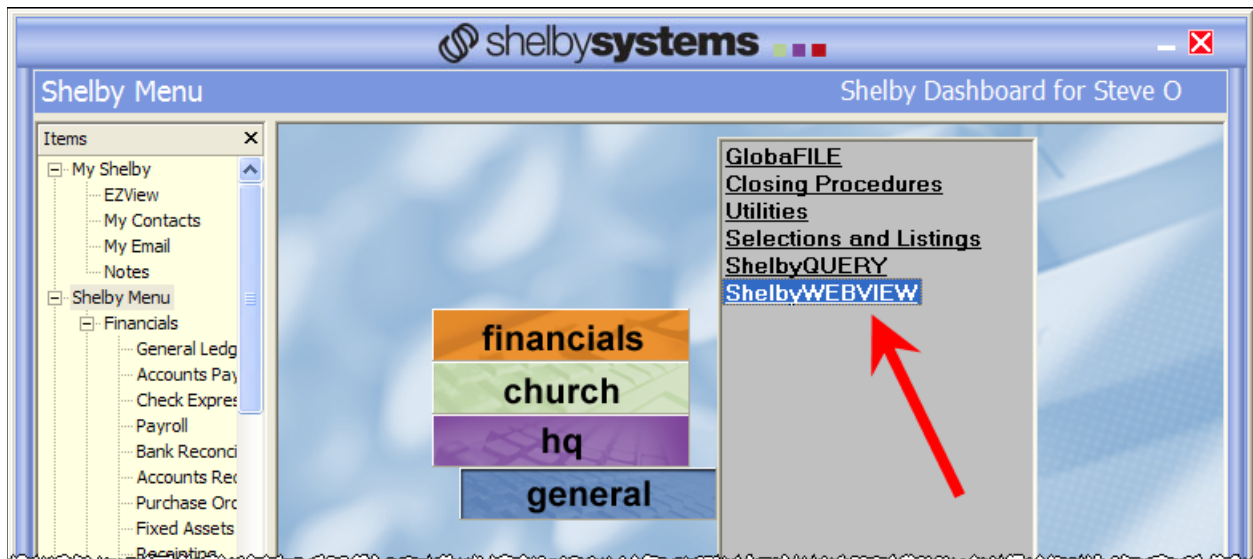 shelbysystems
Shelby Menu
Shelby Dashboard for Steve O
Items
My Shelby
EZView
My Contacts
My Email
Notes
Shelby Menu
Financials
General Ledg
Accounts Pay
Check Expres
Payroll
Bank Reconci
Accounts Rec
Purchase Orc
Fixed Assets
Receipting
financials
church
hq
general
GlobaFILE
Closing Procedures
Utilities
Selections and Listings
ShelbyQUERY
ShelbyWEBVIEW